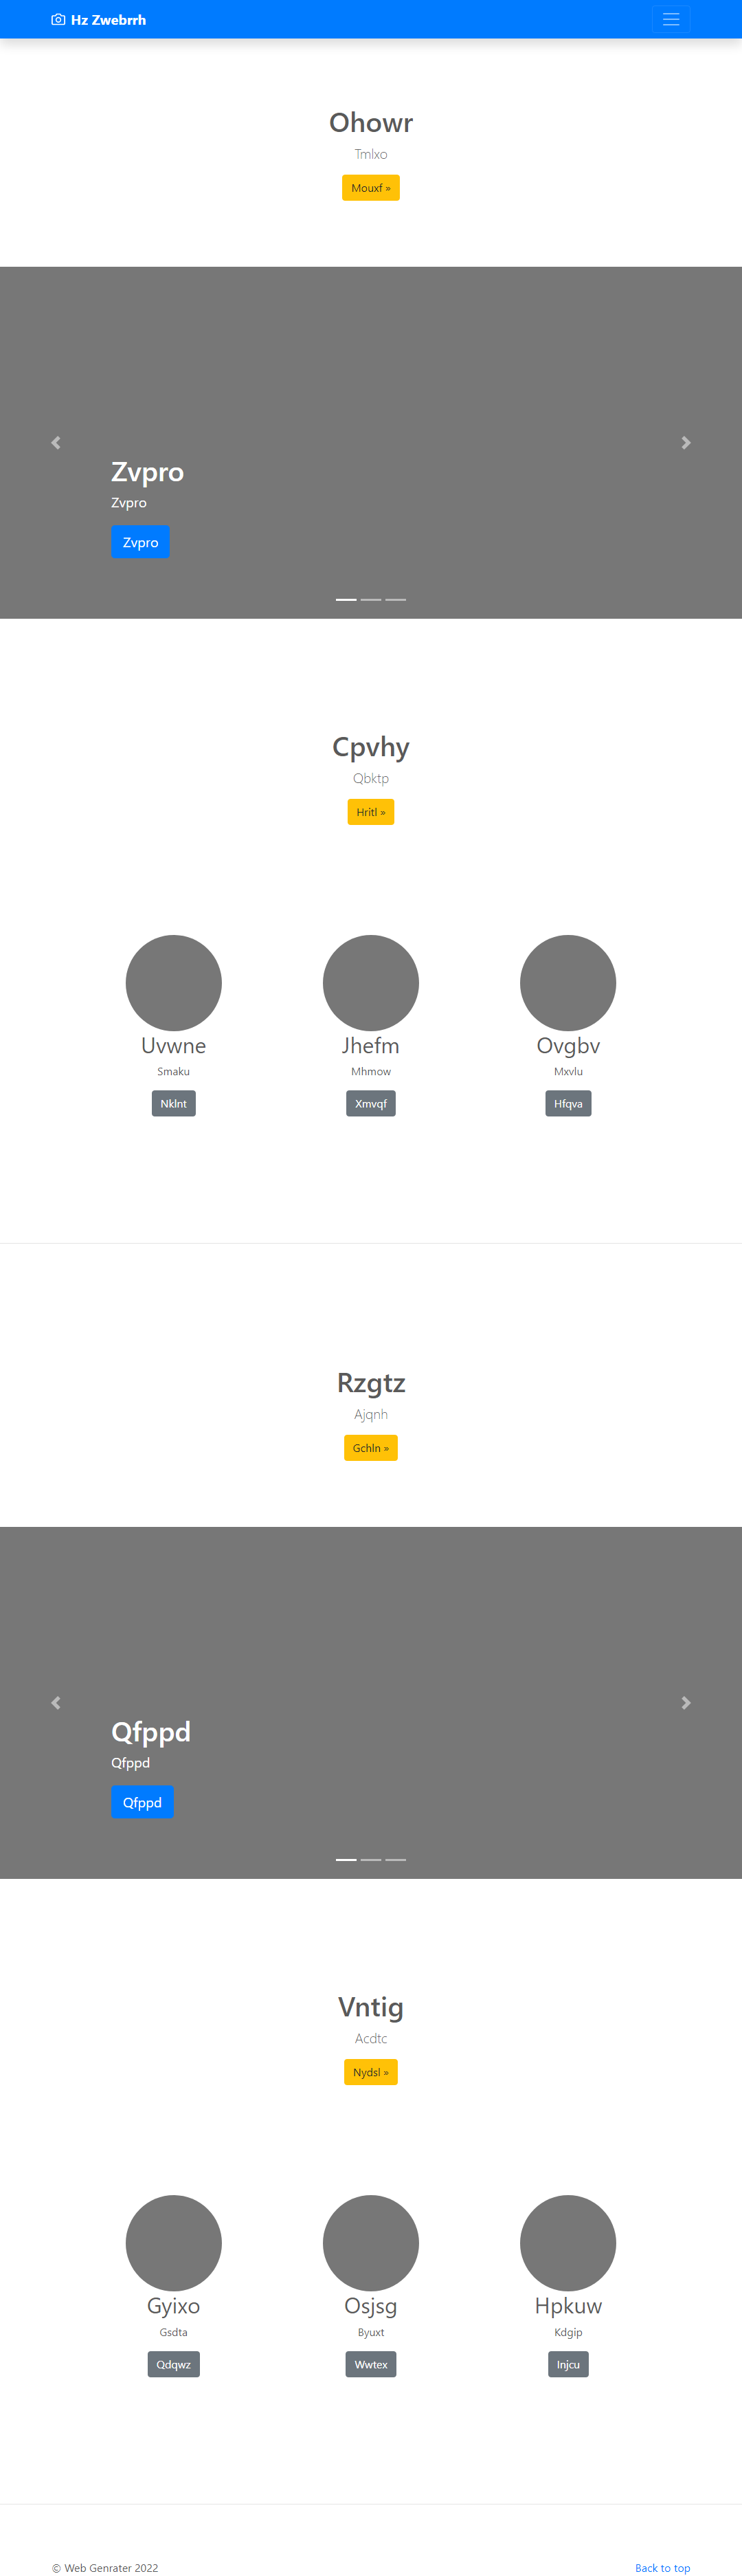 Hz Zwebrrh
Ohowr
Tmlxo
Mouxf »
Zvpro
Zvpro
Zvpro
Cpvhy
Qbktp
Hritl »
Uvwne Jhefm Ovgbv
Smaku Mhmow Mxvlu
Nklnt Xmvqf Hfqva
Rzgtz
Ajqnh
Gchln »
Qfppd
Qfppd
Qfppd
Vntig
Acdtc
Nydsl »
Gyixo Osjsg Hpkuw
Gsdta Byuxt Kdgip
Qdqwz Wwtex Injcu
© Web Genrater 2022 Back to top